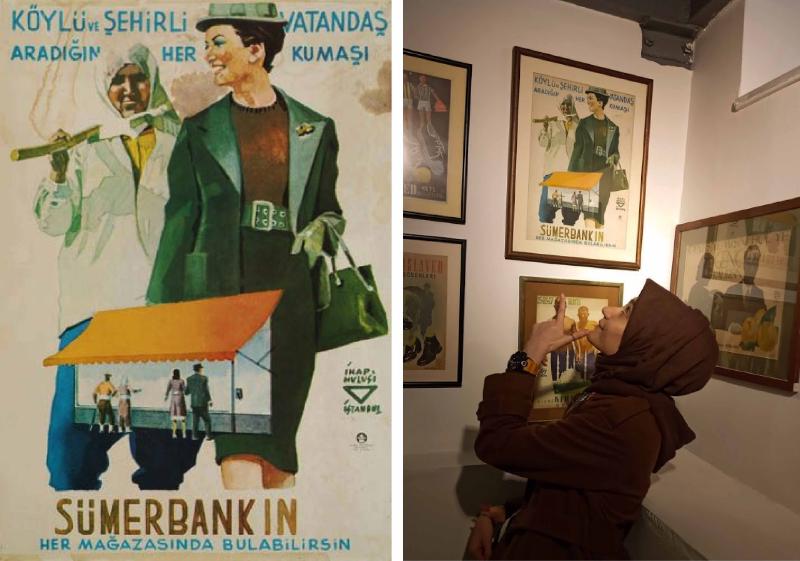 KÖYLÜ VE ŞEHİRLİ VATANDAŞ
ARADIĞIN HER KUMAŞI
İHAP
HULUSİ
İSTANBUL
SÜMERBANKIN
HER MAĞAZASINDA BULABİLİRSİN
KÖYLÜ VE ŞEHİRLİ VATANDAŞ
ARADIĞIN HER KUMAŞI
SÜMERBANKIN
HER MAĞAZASINDA BULABİLİRSİN